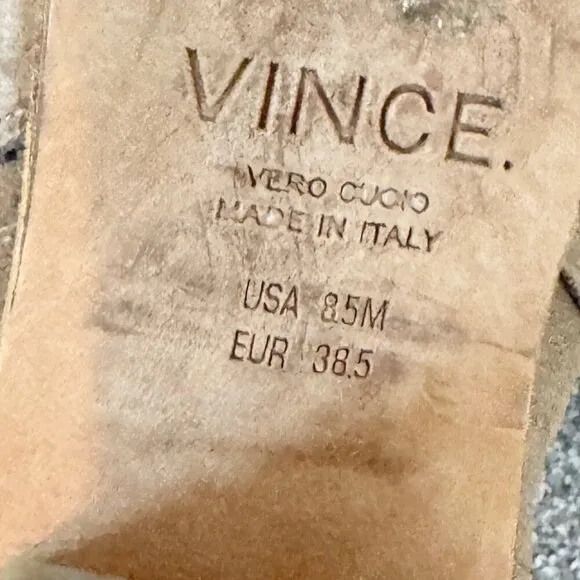 VINCE.
VERO CUOIO
MADE IN ITALY
USA 8.5M
EUR 38.5